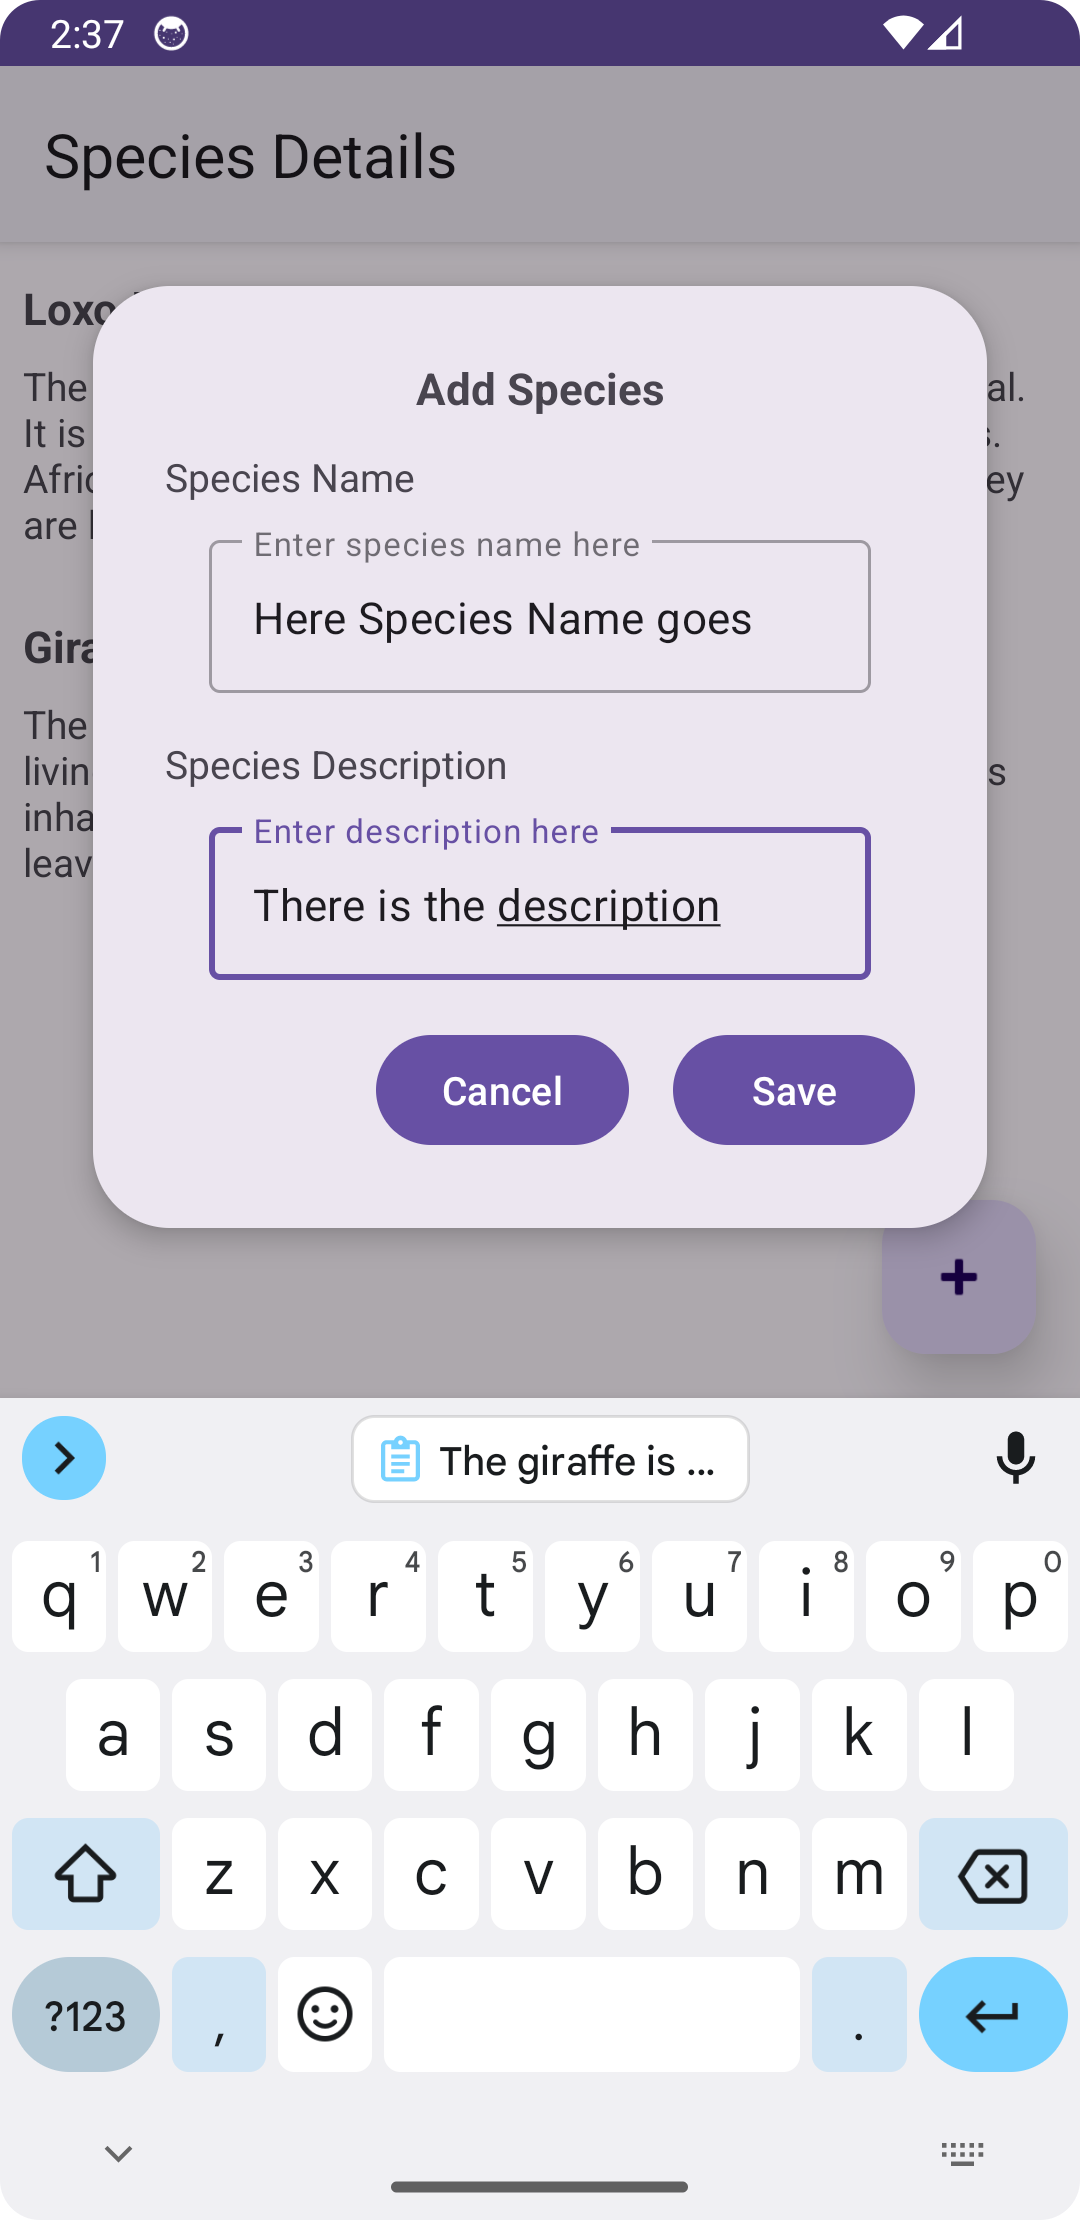 2:37
Species Details
Loxo
The al.
It is s.
Afric ey
are
Gira
The
livin s
inha
leav
Add Species
Species Name
Enter species name here
Here Species Name goes
Species Description
Enter description here
There is the description
Cancel Save
+
The giraffe is ...
q 1 w 2 e 3 r 4 t 5 y 6 u 7 i 8 o 9 p 0
a s d f g h j k l
z x c v b n m
?123 , .